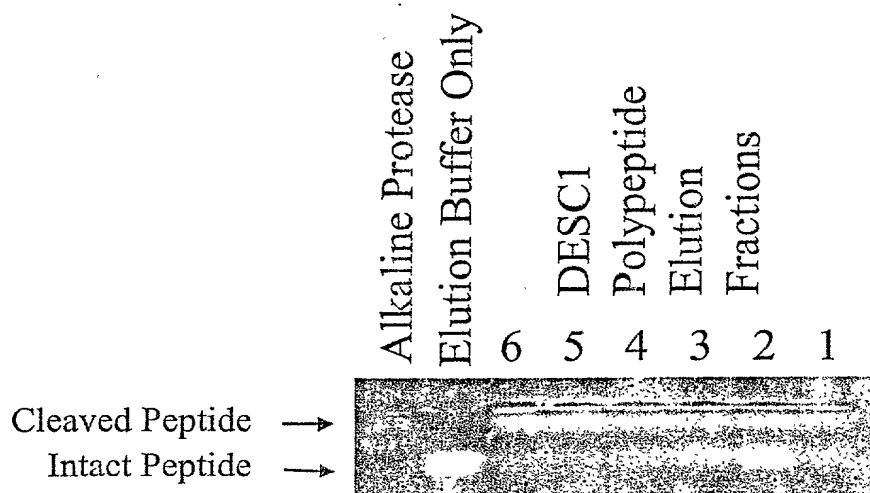 Alkaline Protease
Elution Buffer Only
DESC1
Polypeptide
Elution
Fractions
6 5 4 3 2 1
Cleaved Peptide
Intact Peptide